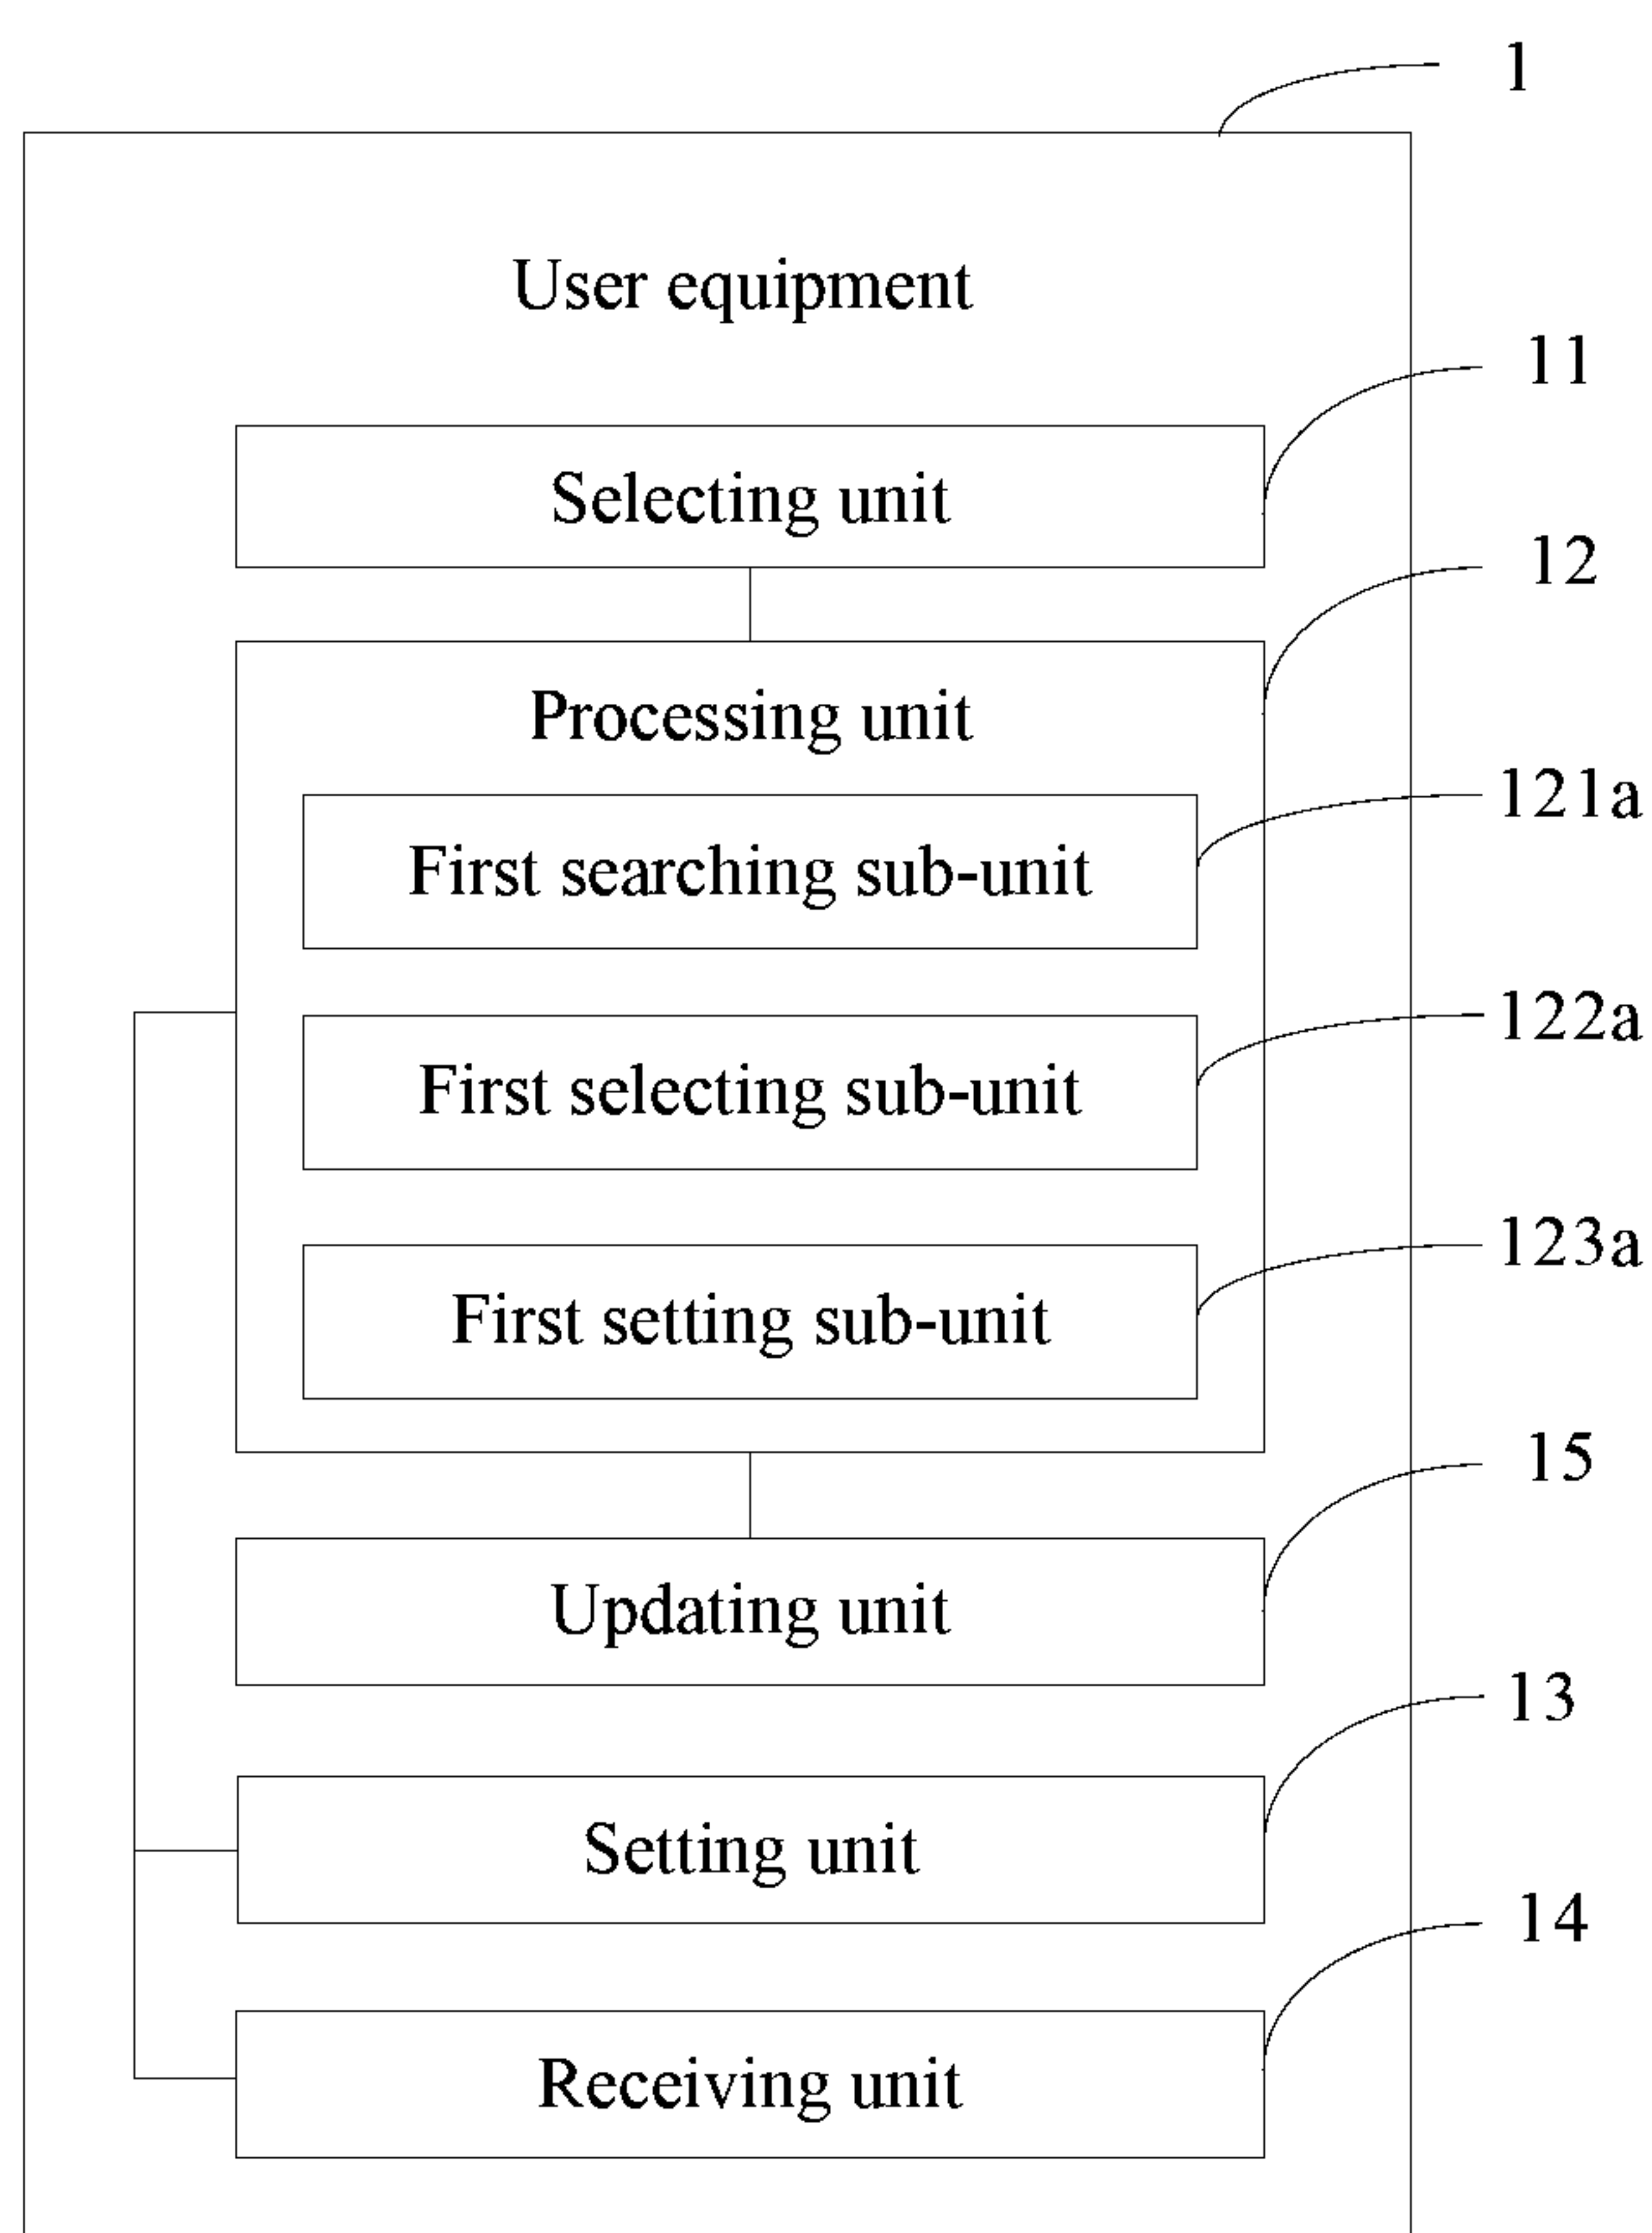 1
User equipment
11
Selecting unit
12
Processing unit
121a
First searching sub-unit
122a
First selecting sub-unit
123a
First setting sub-unit
15
Updating unit
13
Setting unit
14
Receiving unit